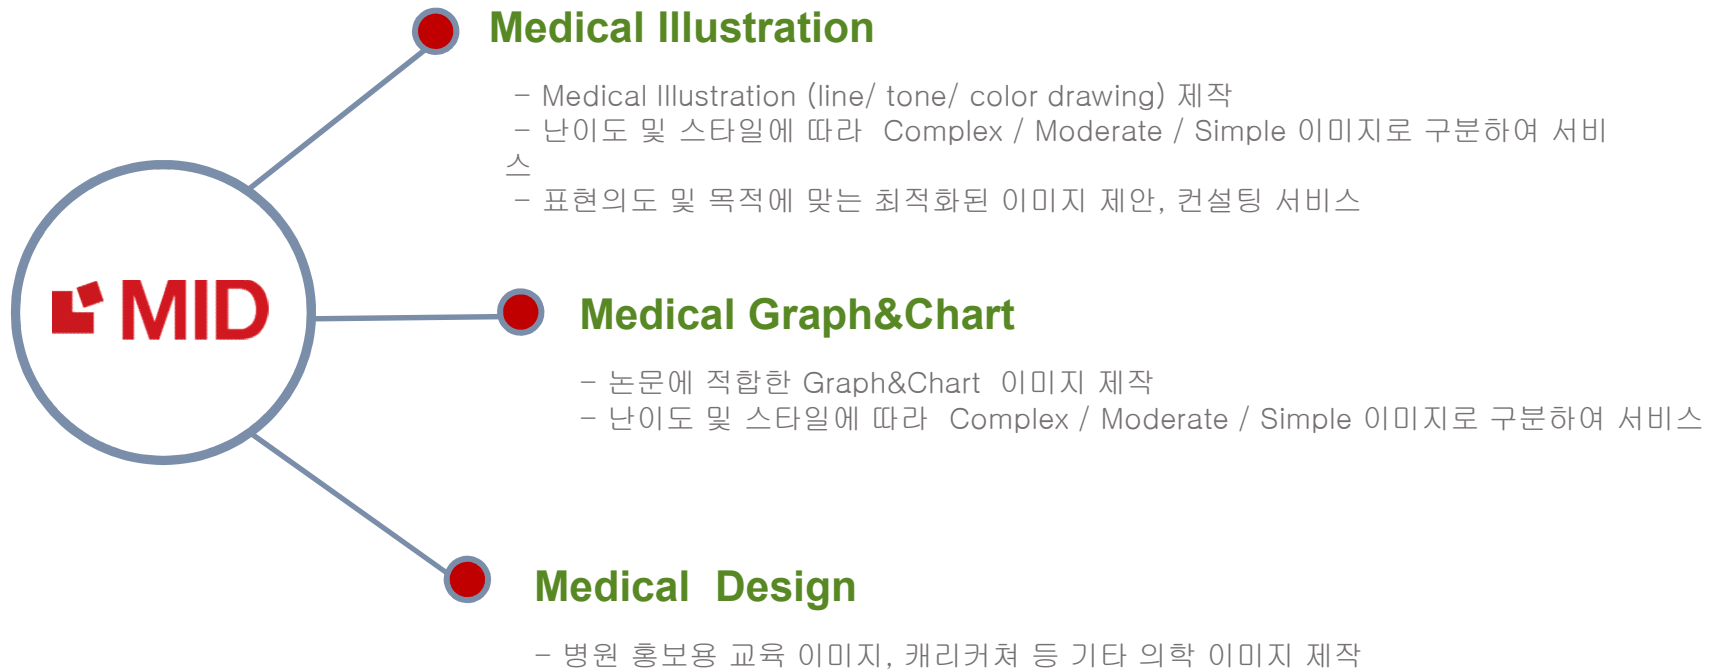 Medical Illustration
- Medical Illustration (line/ tone/ color drawing) 제작
- 난이도 및 스타일에 따라  Complex / Moderate / Simple 이미지로 구분하여 서비
스
- 표현의도 및 목적에 맞는 최적화된 이미지 제안, 컨설팅 서비스
MID
Medical Graph&Chart
- 논문에 적합한 Graph&Chart  이미지 제작
- 난이도 및 스타일에 따라  Complex / Moderate / Simple 이미지로 구분하여 서비스
Medical  Design
- 병원 홍보용 교육 이미지, 캐리커쳐 등 기타 의학 이미지 제작